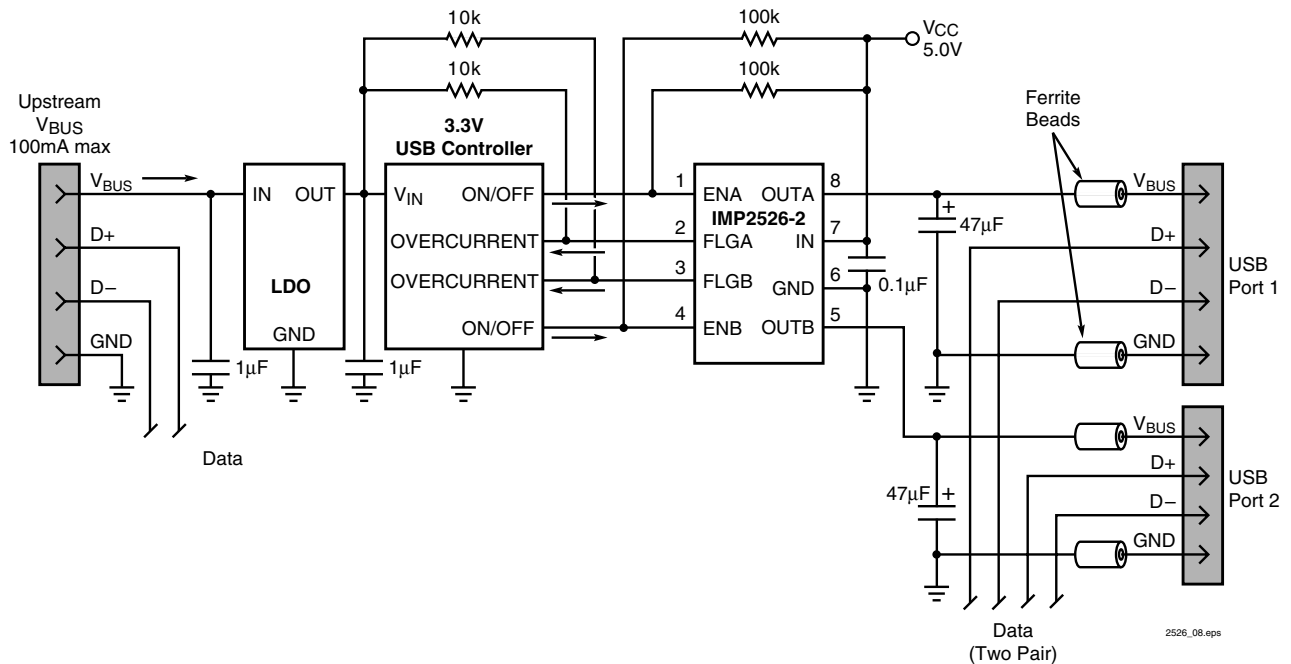 10k
100k
VCC
5.0V
10k
100k
Upstream
VBUS
100mA max
3.3V
USB Controller
Ferrite
Beads
VBUS
IN OUT
VIN
ON/OFF
1
ENA OUTA
8
VBUS
IMP2526-2
+
47µF
D+
OVERCURRENT
2
FLGA IN
7
D+
D−
LDO
OVERCURRENT
3
FLGB
GND
6
0.1µF
D−
USB
Port 1
GND
GND
ON/OFF
4
ENB OUTB
5
GND
1µF
1µF
Data
VBUS
D+
47µF +
D−
USB
Port 2
GND
Data
(Two Pair)
2526_08.eps